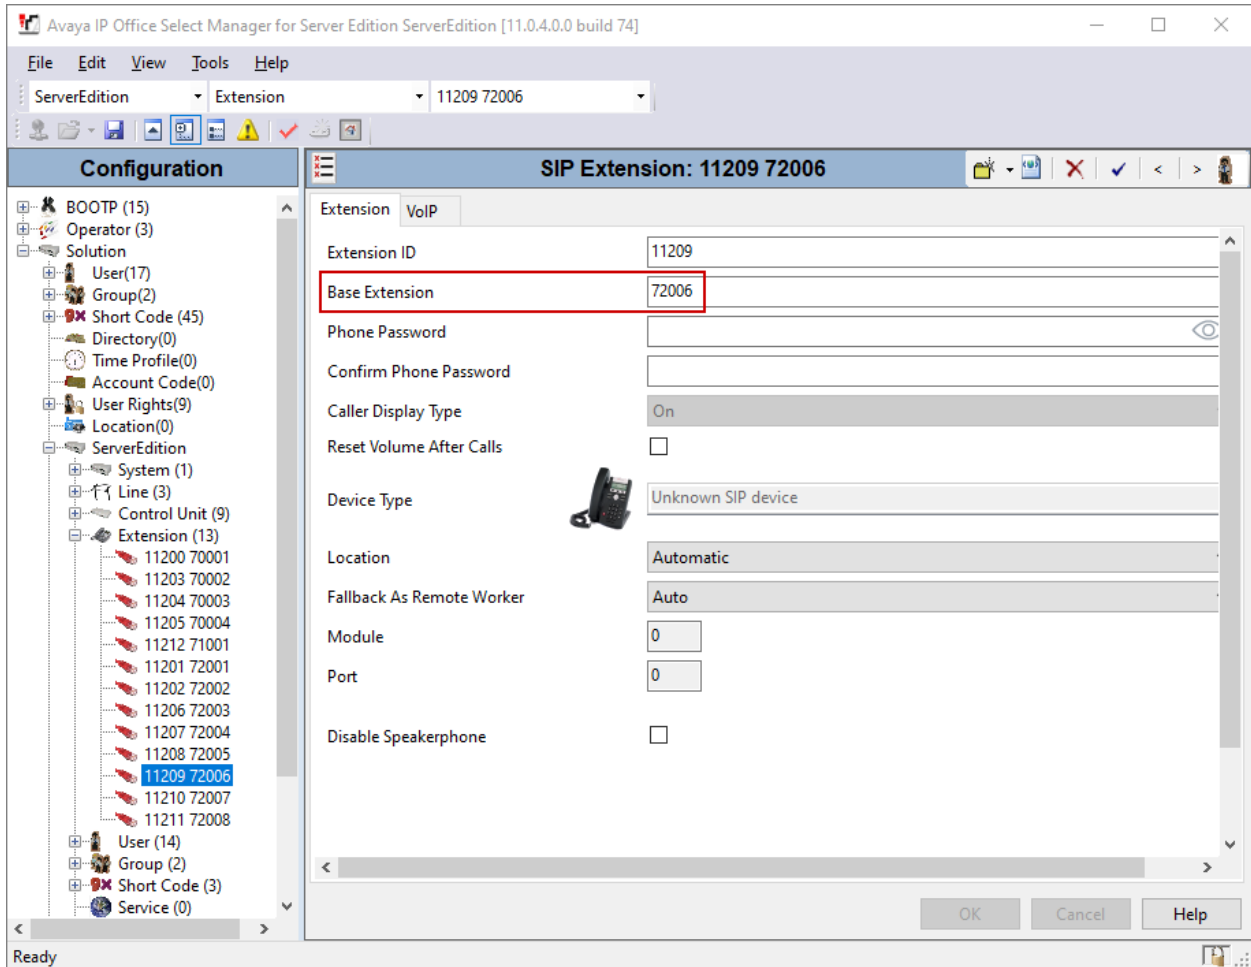 Avaya IP Office Select Manager for Server Edition ServerEdition [11.0.4.0.0 build 74]
File Edit View Tools Help
ServerEdition Extension 11209 72006
Configuration
BOOTP (15)
Operator (3)
Solution
User(17)
Group(2)
Short Code (45)
Directory(0)
Time Profile(0)
Account Code(0)
User Rights(9)
Location(0)
ServerEdition
System (1)
Line (3)
Control Unit (9)
Extension (13)
11200 70001
11203 70002
11204 70003
11205 70004
11212 71001
11201 72001
11202 72002
11206 72003
11207 72004
11208 72005
11209 72006
11210 72007
11211 72008
User (14)
Group (2)
Short Code (3)
Service (0)
SIP Extension: 11209 72006
Extension VoIP
Extension ID 11209
Base Extension 72006
Phone Password
Confirm Phone Password
Caller Display Type On
Reset Volume After Calls
Device Type Unknown SIP device
Location Automatic
Fallback As Remote Worker Auto
Module 0
Port 0
Disable Speakerphone
OK Cancel Help
Ready